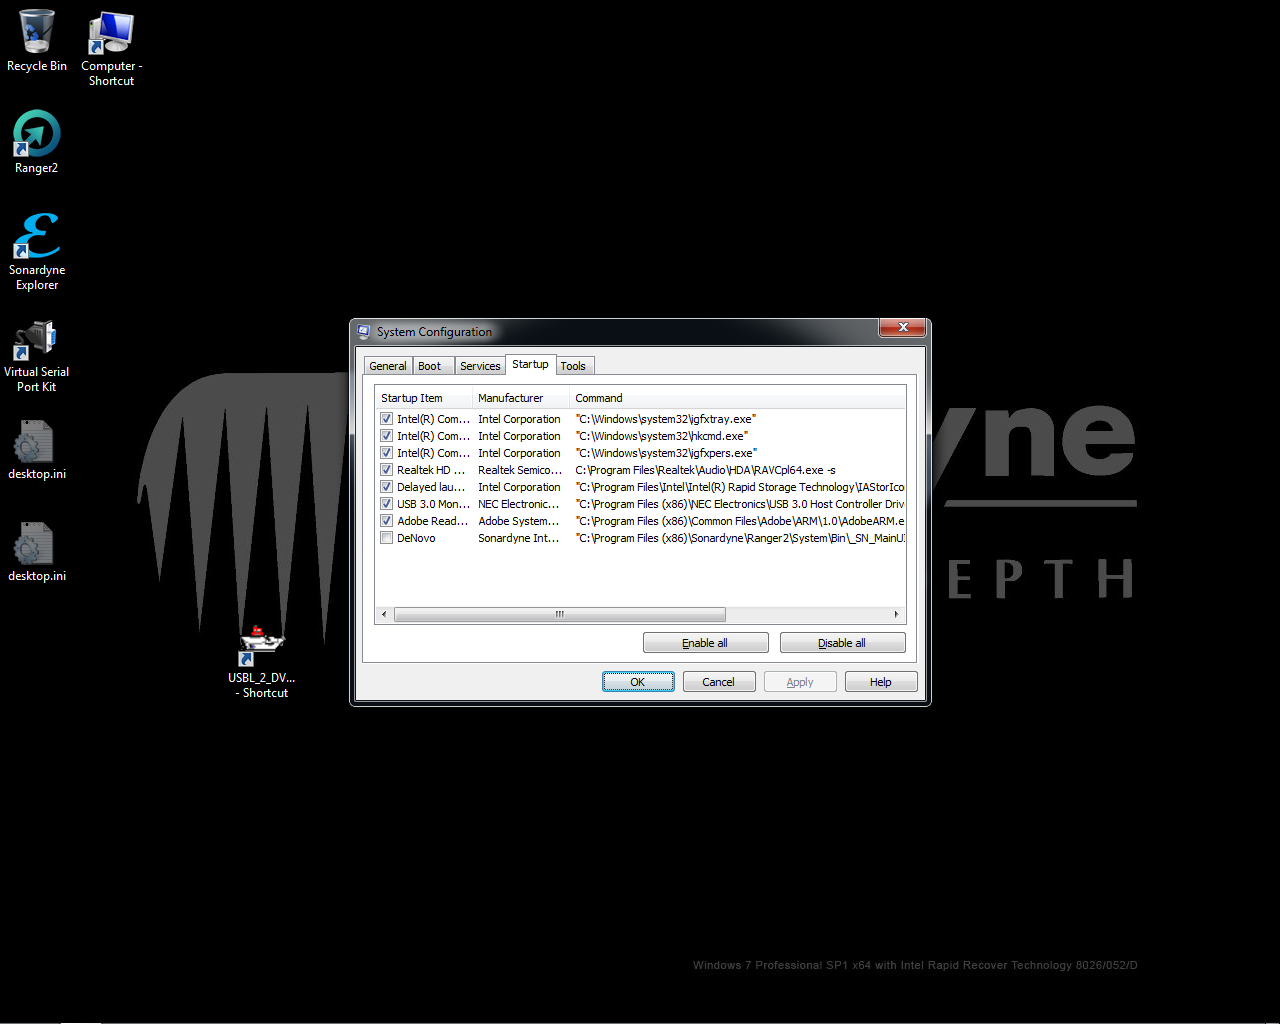 Recycle Bin
Computer -
Shortcut
Ranger2
Sonardyne
Explorer
Virtual Serial
Port Kit
desktop.ini
desktop.ini
USBL_2_DV...
- Shortcut
System Configuration
General Boot Services Startup Tools
Startup Item Manufacturer Command
Intel(R) Com... Intel Corporation "C:\Windows\system32\igfxtray.exe"
Intel(R) Com... Intel Corporation "C:\Windows\system32\hkcmd.exe"
Intel(R) Com... Intel Corporation "C:\Windows\system32\igfxpers.exe"
Realtek HD ... Realtek Semico... C:\Program Files\Realtek\Audio\HDA\RAVCpl64.exe -s
Delayed lau... Intel Corporation "C:\Program Files\Intel\Intel(R) Rapid Storage Technology\IAStorIco
USB 3.0 Mon... NEC Electronic... "C:\Program Files (x86)\NEC Electronics\USB 3.0 Host Controller Driv
Adobe Read... Adobe System... "C:\Program Files (x86)\Common Files\Adobe\ARM\1.0\AdobeARM.e
DeNovo Sonardyne Int... "C:\Program Files (x86)\Sonardyne\Ranger2\System\Bin\_SN_MainUI
Enable all Disable all
OK Cancel Apply Help
yne
EPTH
Windows 7 Professional SP1 x64 with Intel Rapid Recover Technology 8026/052/D